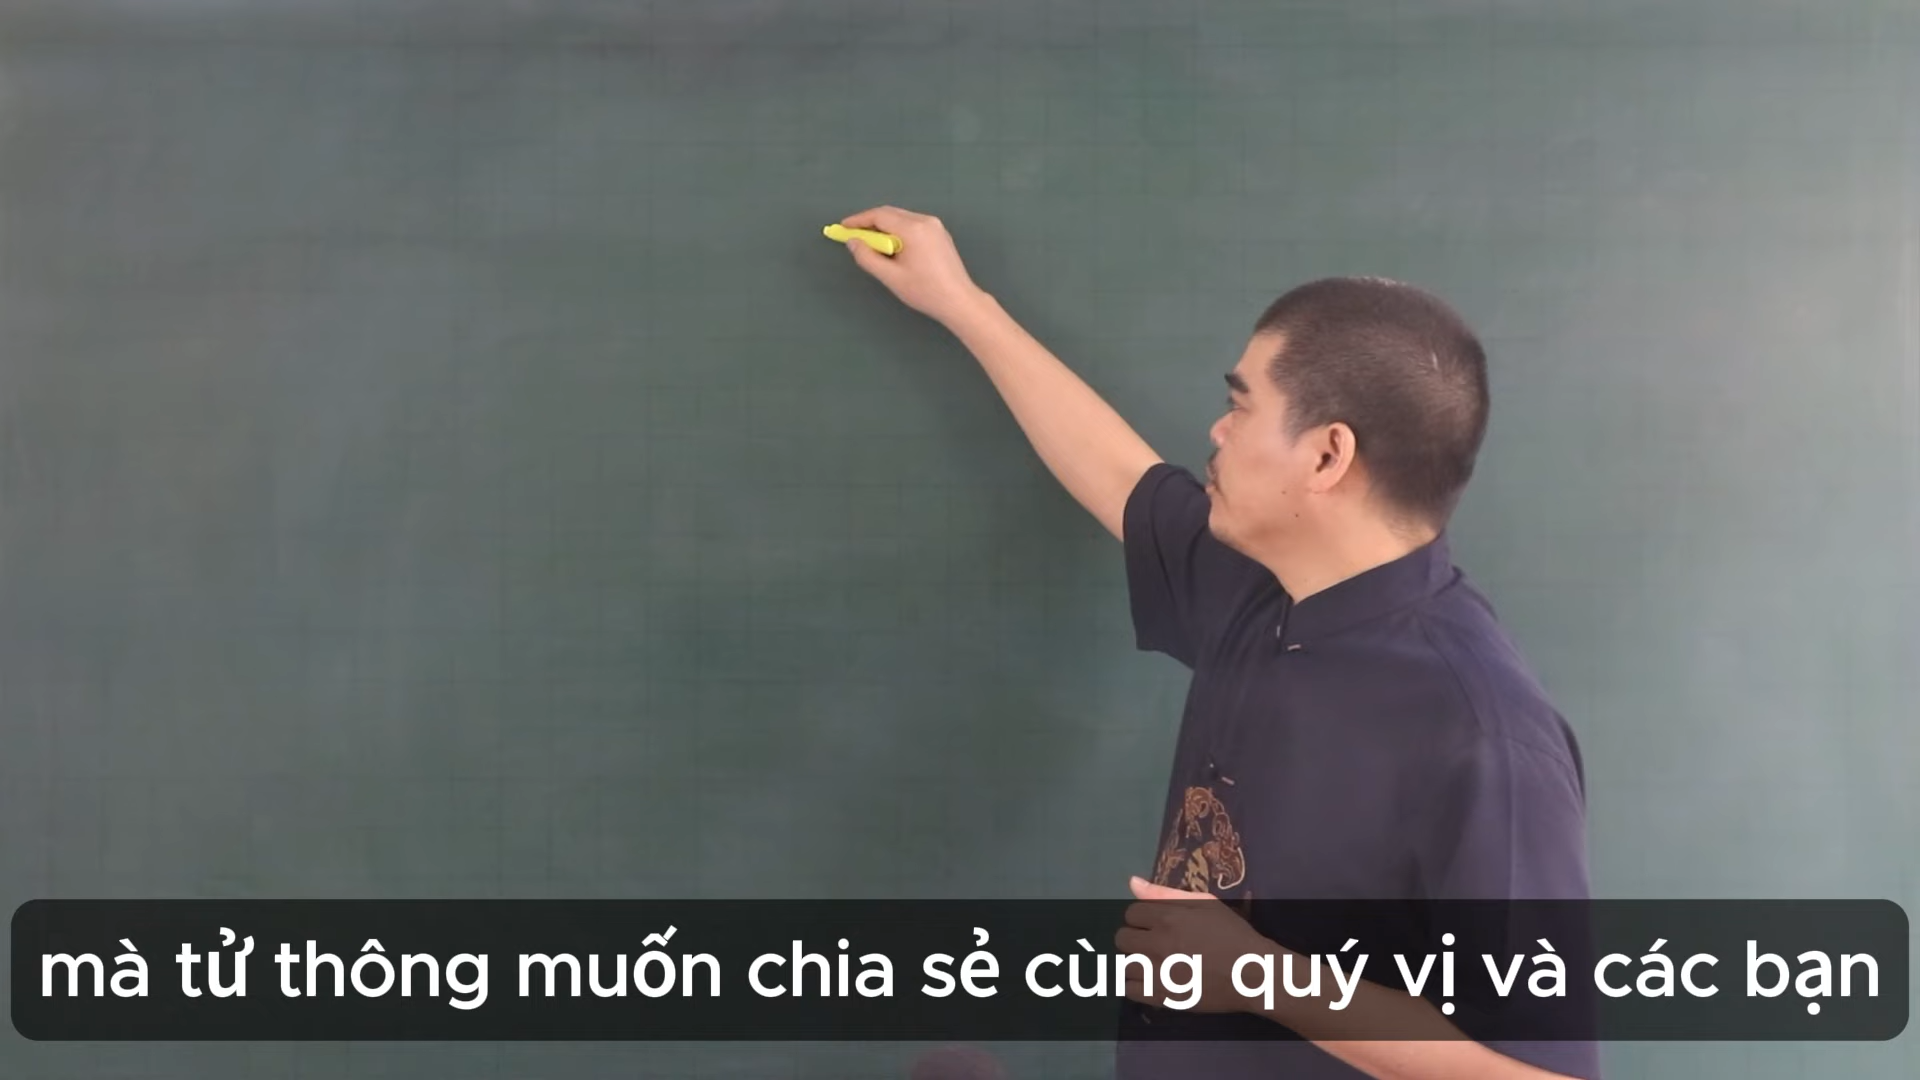 mà tử thông muốn chia sẻ cùng quý vị và các bạn